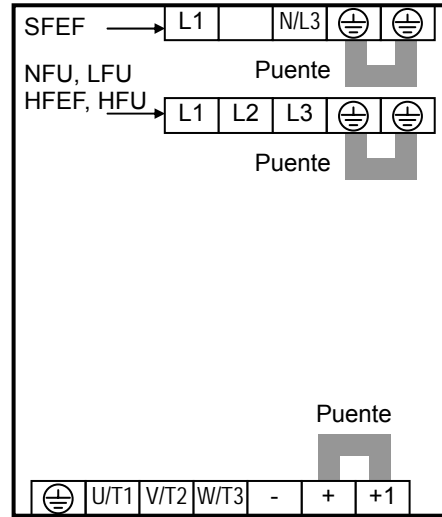 SFEF L1 N/L3
Puente
NFU, LFU
HFEF, HFU
L1 L2 L3
Puente
Puente
U/T1 V/T2 W/T3 - + +1